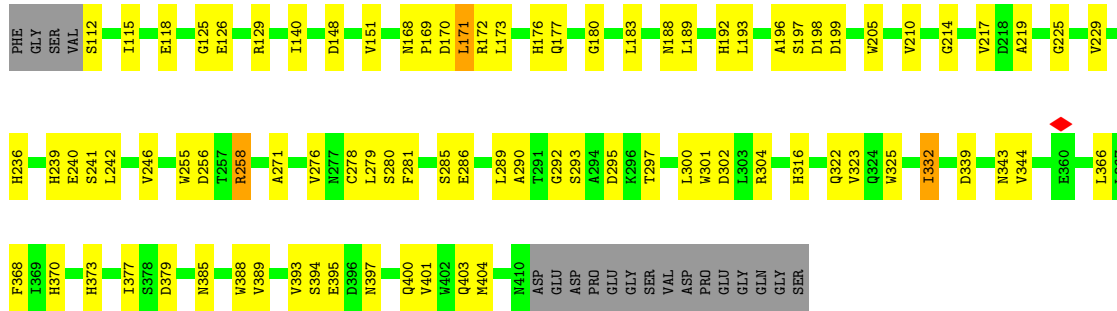 PHE GLY SER VAL S112 I115 E118 G125 E126 R129 I140 D148 V151 N168 P169 D170 L171 R172 L173 H176 Q177 G180 L183 N188 L189 H192 L193 A196 S197 D198 D199 W205 V210 G214 V217 D218 A219 G225 V229
H236 H239 E240 S241 L242 V246 W255 D256 T257 R258 A271 V276 N277 C278 L279 S280 F281 S285 E286 L289 A290 T291 G292 S293 A294 D295 K296 T297 L300 W301 D302 L303 R304 H316 Q322 V323 Q324 W325 I332 D339 N343 V344 E360 L366
F368 I369 H370 H373 I377 S378 D379 N385 W388 V389 V393 S394 E395 D396 N397 Q400 V401 W402 Q403 M404 N410 ASP GLU ASP PRO GLU GLY SER VAL ASP PRO GLU GLY GLN GLY SER